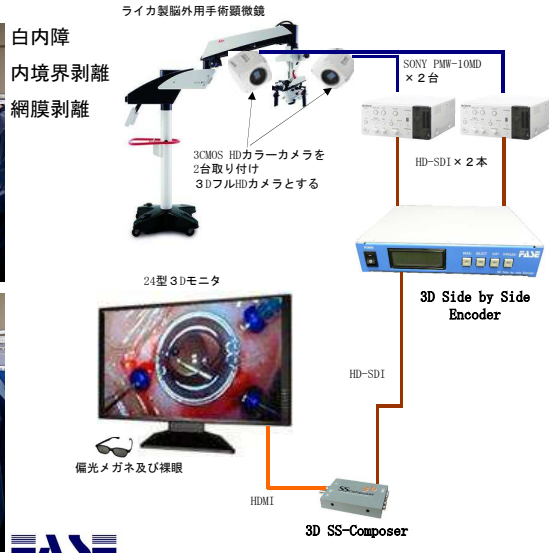 ライカ製脳外用手術顕微鏡
白内障
内境界剥離
網膜剥離
SONY PMW-10MD
×2台
3CMOS HDカラーカメラを
2台取り付け
3DフルHDカメラとする
HD-SDI×2本
FASE
3D Side by Side
Encoder
24型3Dモニタ
HD-SDI
偏光メガネ及び裸眼
HDMI
3D SS-Composer
FASE